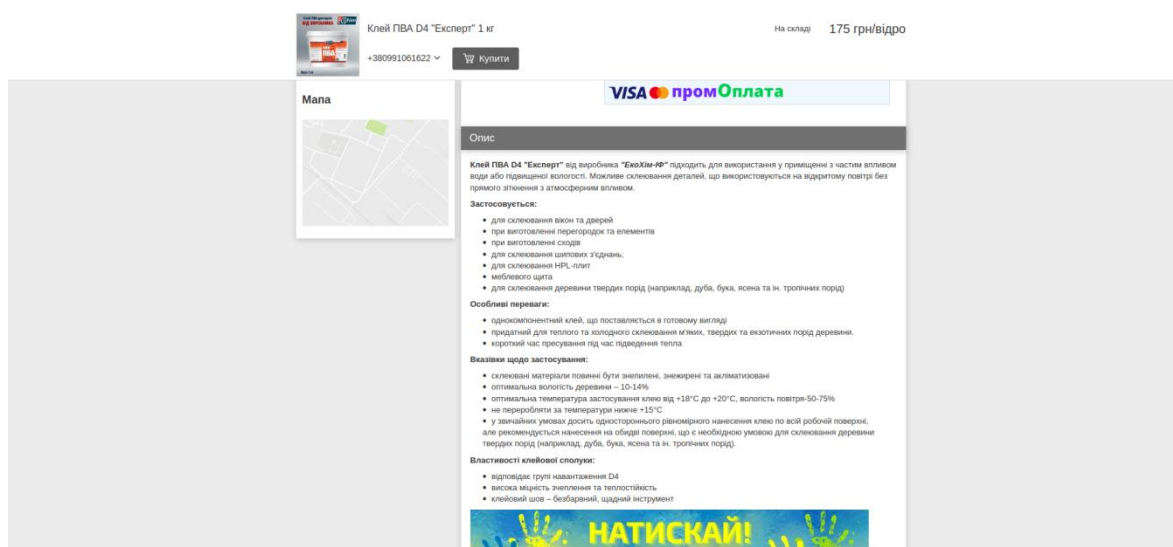 Клей ПВА D4 "Експерт" 1 кг
На складі
175 грн/відро
+380991061622
Купити
Мапа
VISA промОплата
Опис
Клей ПВА D4 "Експерт" від виробника "ЕкоХім-ІФ" підходить для використання у приміщенні з частим впливом
води або підвищеної вологості. Можливе склеювання деталей, що використовуються на відкритому повітрі без
прямого зіткнення з атмосферним впливом.
Застосовується:
• для склеювання вікон та дверей
• при виготовленні перегородок та елементів
• при виготовленні сходів
• для склеювання шипових з'єднань;
• для склеювання HPL-плит
• меблевого щита
• для склеювання деревини твердих порід (наприклад, дуба, бука, ясена та ін. тропічних порід)
Особливі переваги:
• однокомпонентний клей, що поставляється в готовому вигляді
• придатний для теплого та холодного склеювання м'яких, твердих та екзотичних порід деревини.
• короткий час пресування під час підведення тепла
Вказівки щодо застосування:
• склеювані матеріали повинні бути знепилені, знежирені та акліматизовані
• оптимальна вологість деревини – 10-14%
• оптимальна температура застосування клею від +18°C до +20°C, вологість повітря-50-75%
• не переробляти за температури нижче +15°C
• у звичайних умовах досить одностороннього рівномірного нанесення клею по всій робочій поверхні,
але рекомендується нанесення на обидві поверхні, що є необхідною умовою для склеювання деревини
твердих порід (наприклад, дуба, бука, ясена та ін. тропічних порід).
Властивості клейової сполуки:
• відповідає групі навантаження D4
• висока міцність зчеплення та теплостійкість
• клейовий шов – безбарвний, щадний інструмент
НАТИСКАЙ!